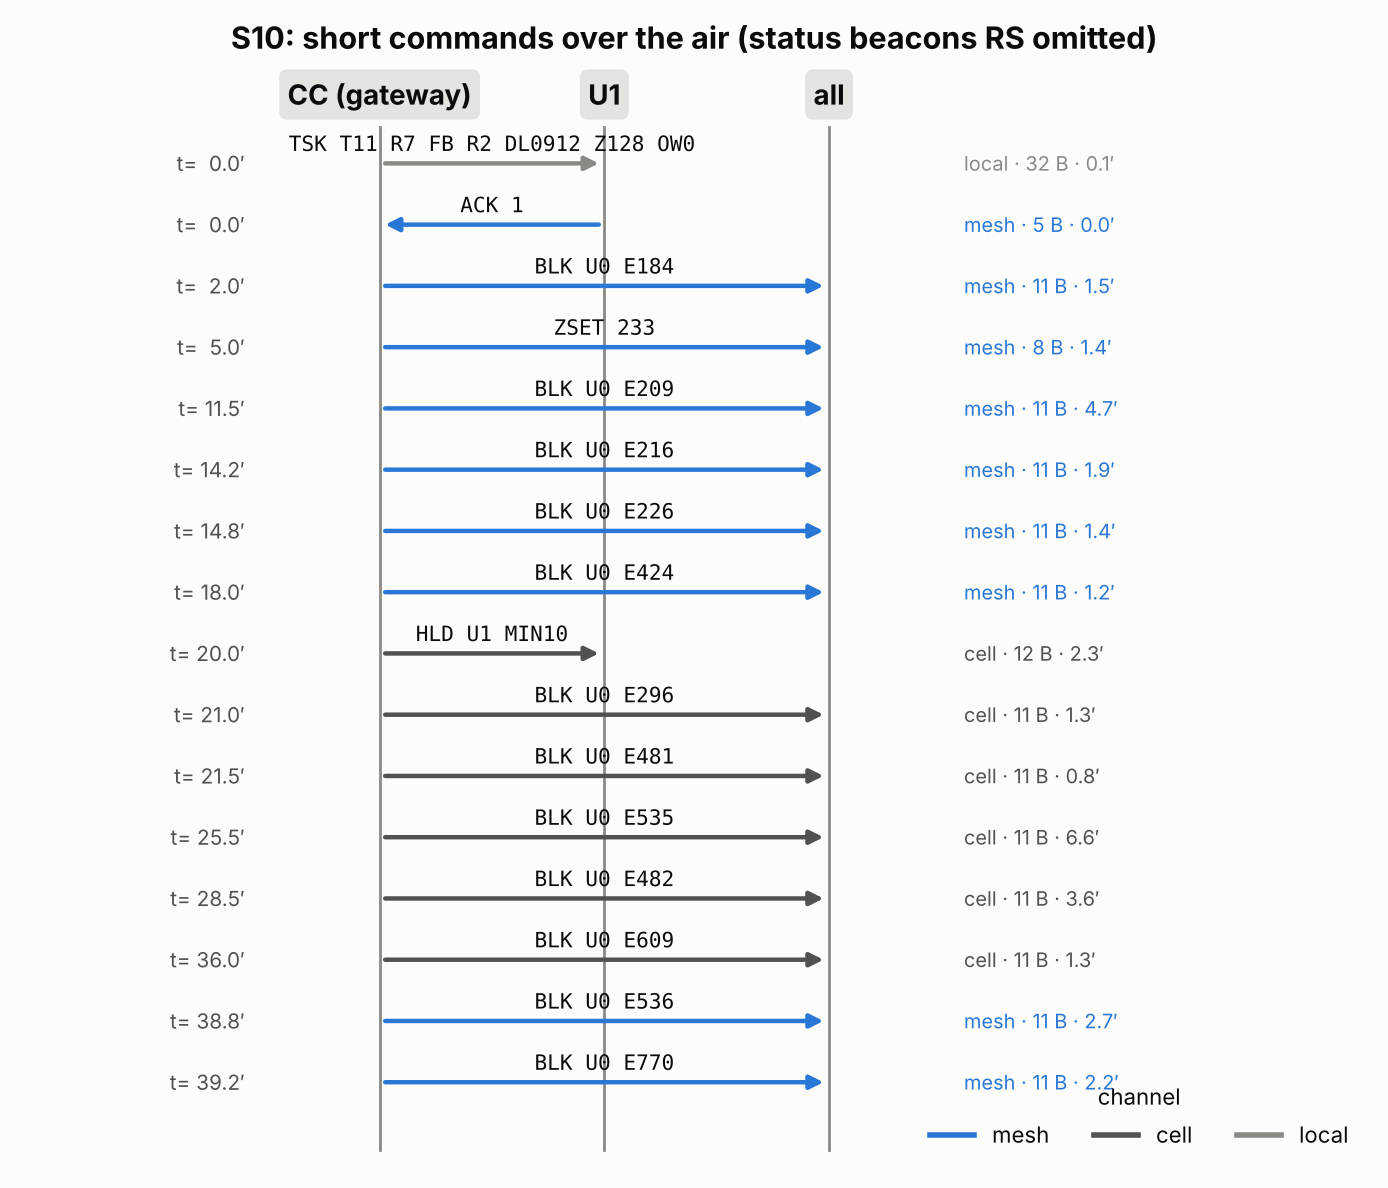 S10: short commands over the air (status beacons RS omitted)
CC (gateway) U1 all
TSK T11 R7 FB R2 DL0912 Z128 OW0
t= 0.0′ local · 32 B · 0.1′
ACK 1
t= 0.0′ mesh · 5 B · 0.0′
BLK U0 E184
t= 2.0′ mesh · 11 B · 1.5′
ZSET 233
t= 5.0′ mesh · 8 B · 1.4′
BLK U0 E209
t= 11.5′ mesh · 11 B · 4.7′
BLK U0 E216
t= 14.2′ mesh · 11 B · 1.9′
BLK U0 E226
t= 14.8′ mesh · 11 B · 1.4′
BLK U0 E424
t= 18.0′ mesh · 11 B · 1.2′
HLD U1 MIN10
t= 20.0′ cell · 12 B · 2.3′
BLK U0 E296
t= 21.0′ cell · 11 B · 1.3′
BLK U0 E481
t= 21.5′ cell · 11 B · 0.8′
BLK U0 E535
t= 25.5′ cell · 11 B · 6.6′
BLK U0 E482
t= 28.5′ cell · 11 B · 3.6′
BLK U0 E609
t= 36.0′ cell · 11 B · 1.3′
BLK U0 E536
t= 38.8′ mesh · 11 B · 2.7′
BLK U0 E770
t= 39.2′ mesh · 11 B · 2.2′
channel
mesh cell local